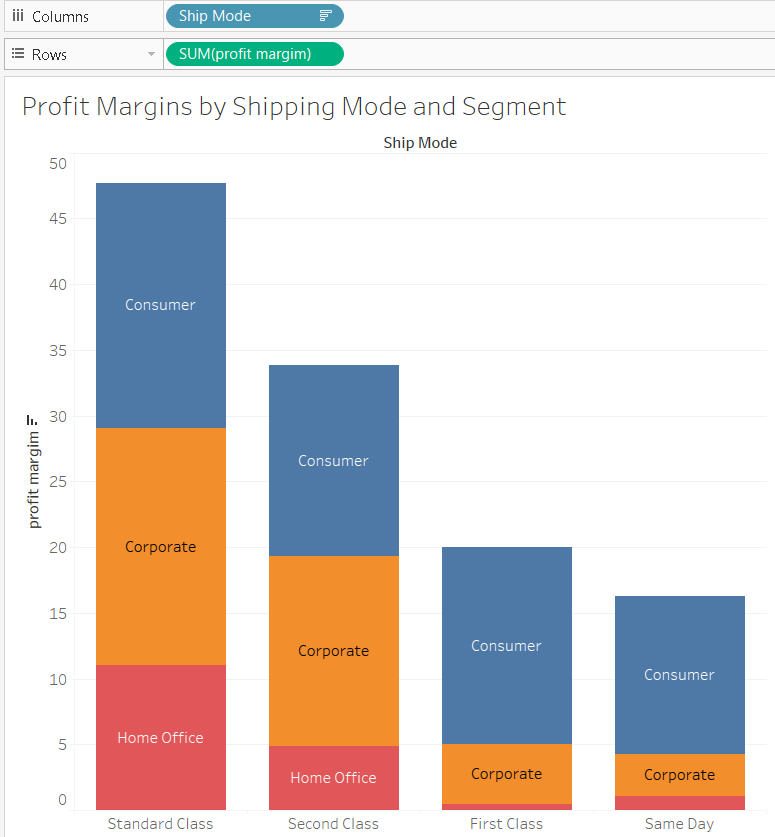 Columns
Ship Mode
Rows
SUM(profit margim)
Profit Margins by Shipping Mode and Segment
Ship Mode
50
45
40
35
30
25
20
15
10
5
0
profit margim
Consumer
Corporate
Home Office
Consumer
Corporate
Home Office
Consumer
Corporate
Consumer
Corporate
Standard Class
Second Class
First Class
Same Day